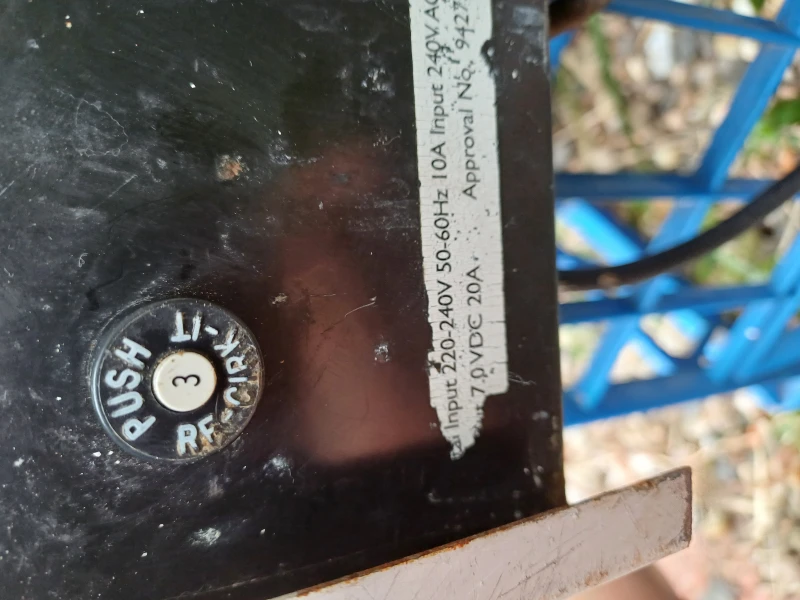 Input 220-240V 50-60Hz 10A Input 240V AC
7.0VDC 20A. Approval No. 9427
PUSH
3
RE-CIRK-IT